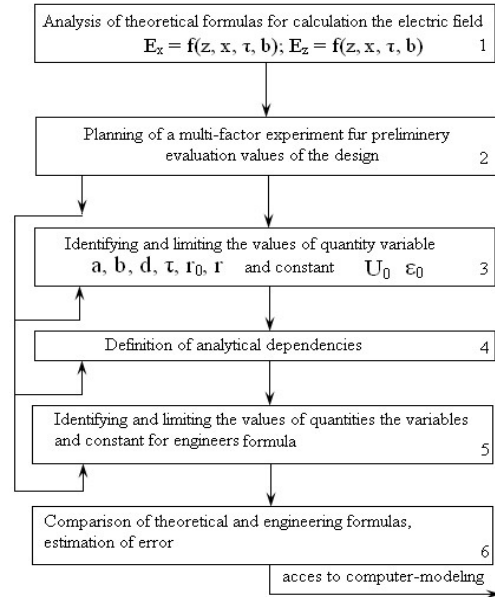 Analysis of theoretical formulas for calculation the electric field
Eₓ = f(z, x, τ, b); E_z = f(z, x, τ, b)
1
Planning of a multi-factor experiment fur preliminery
evaluation values of the design
2
Identifying and limiting the values of quantity variable
a, b, d, τ, r₀, r and constant U₀ ε₀
3
Definition of analytical dependencies
4
Identifying and limiting the values of quantities the variables
and constant for engineers formula
5
Comparison of theoretical and engineering formulas,
estimation of error
6
acces to computer-modeling